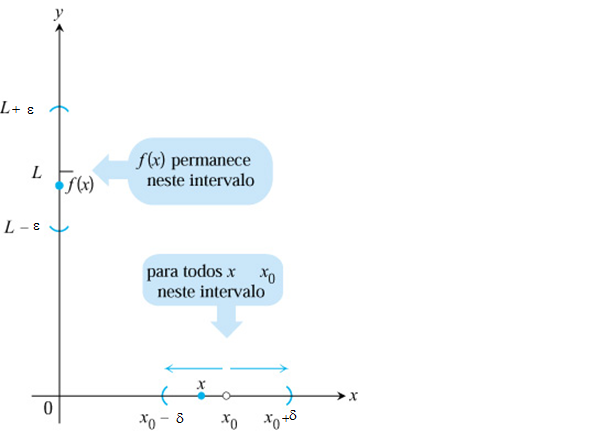 y
L + ε
f(x) permanece
neste intervalo
L
f(x)
L − ε
para todos x x₀
neste intervalo
x
0
x
x₀ − δ
x₀
x₀+δ